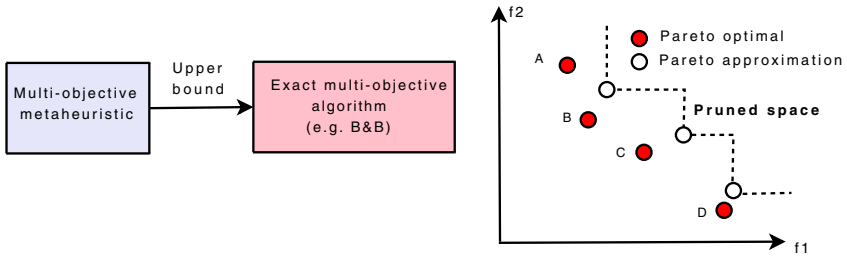 Multi-objective
metaheuristic
Upper
bound
Exact multi-objective
algorithm
(e.g. B&B)
f2
Pareto optimal
Pareto approximation
A
Pruned space
B
C
D
f1